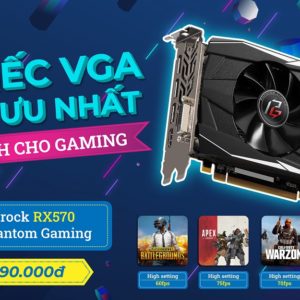 ẾC VGA
ƯU NHẤT
H CHO GAMING
rock RX570
antom Gaming
90.000đ
BATTLEGROUNDS
High setting
60fps
APEX
High setting
75fps
WARZON
High setting
70fps